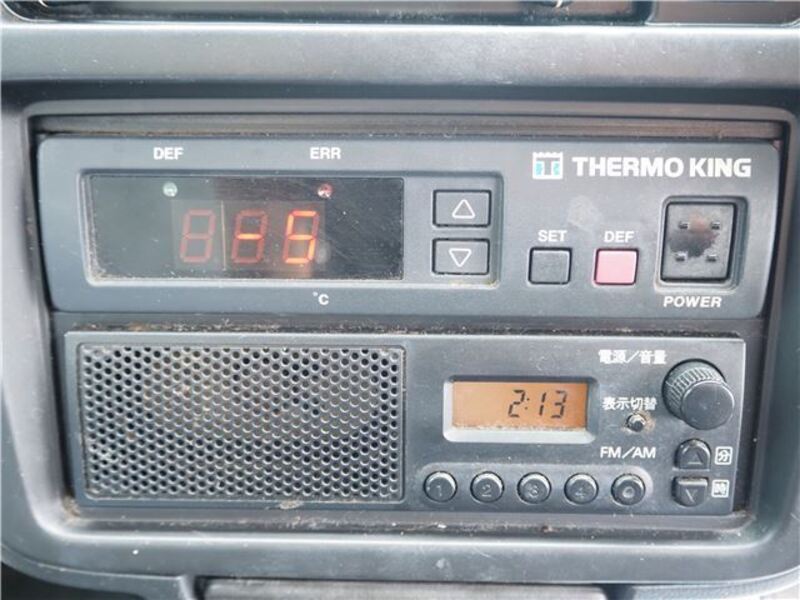 DEF ERR
THERMO KING
-5
SET DEF
°C
POWER
電源/音量
2:13
表示切替
FM/AM
分
1 2 3 4
時